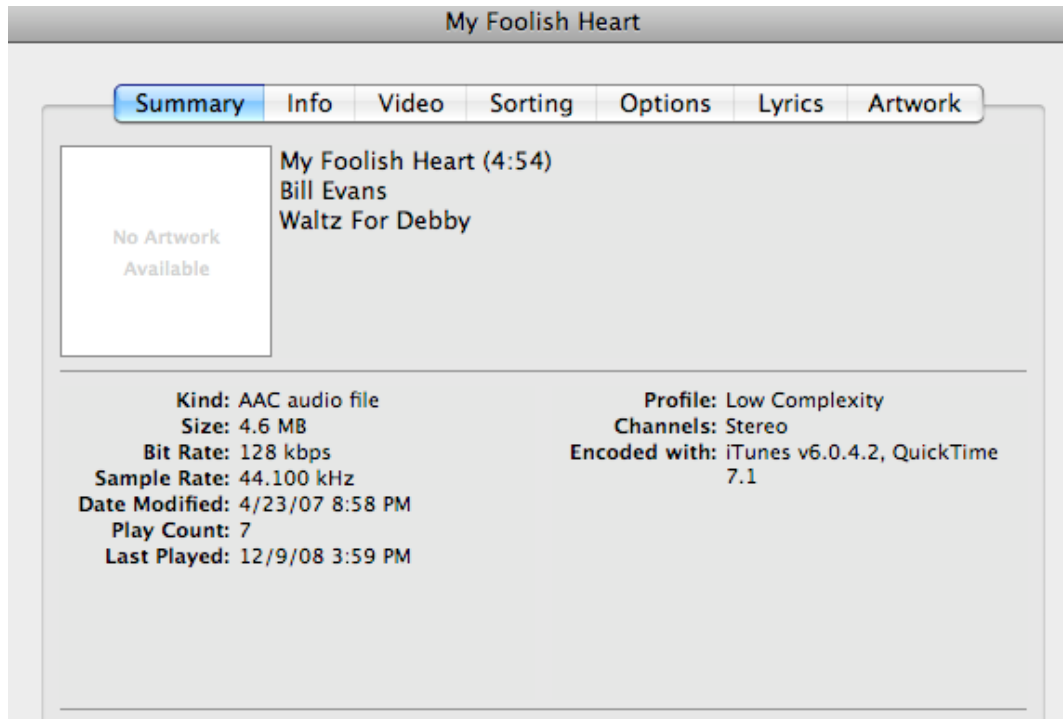 My Foolish Heart
Summary Info Video Sorting Options Lyrics Artwork
No Artwork
Available
My Foolish Heart (4:54)
Bill Evans
Waltz For Debby
Kind: AAC audio file
Size: 4.6 MB
Bit Rate: 128 kbps
Sample Rate: 44.100 kHz
Date Modified: 4/23/07 8:58 PM
Play Count: 7
Last Played: 12/9/08 3:59 PM
Profile: Low Complexity
Channels: Stereo
Encoded with: iTunes v6.0.4.2, QuickTime
7.1